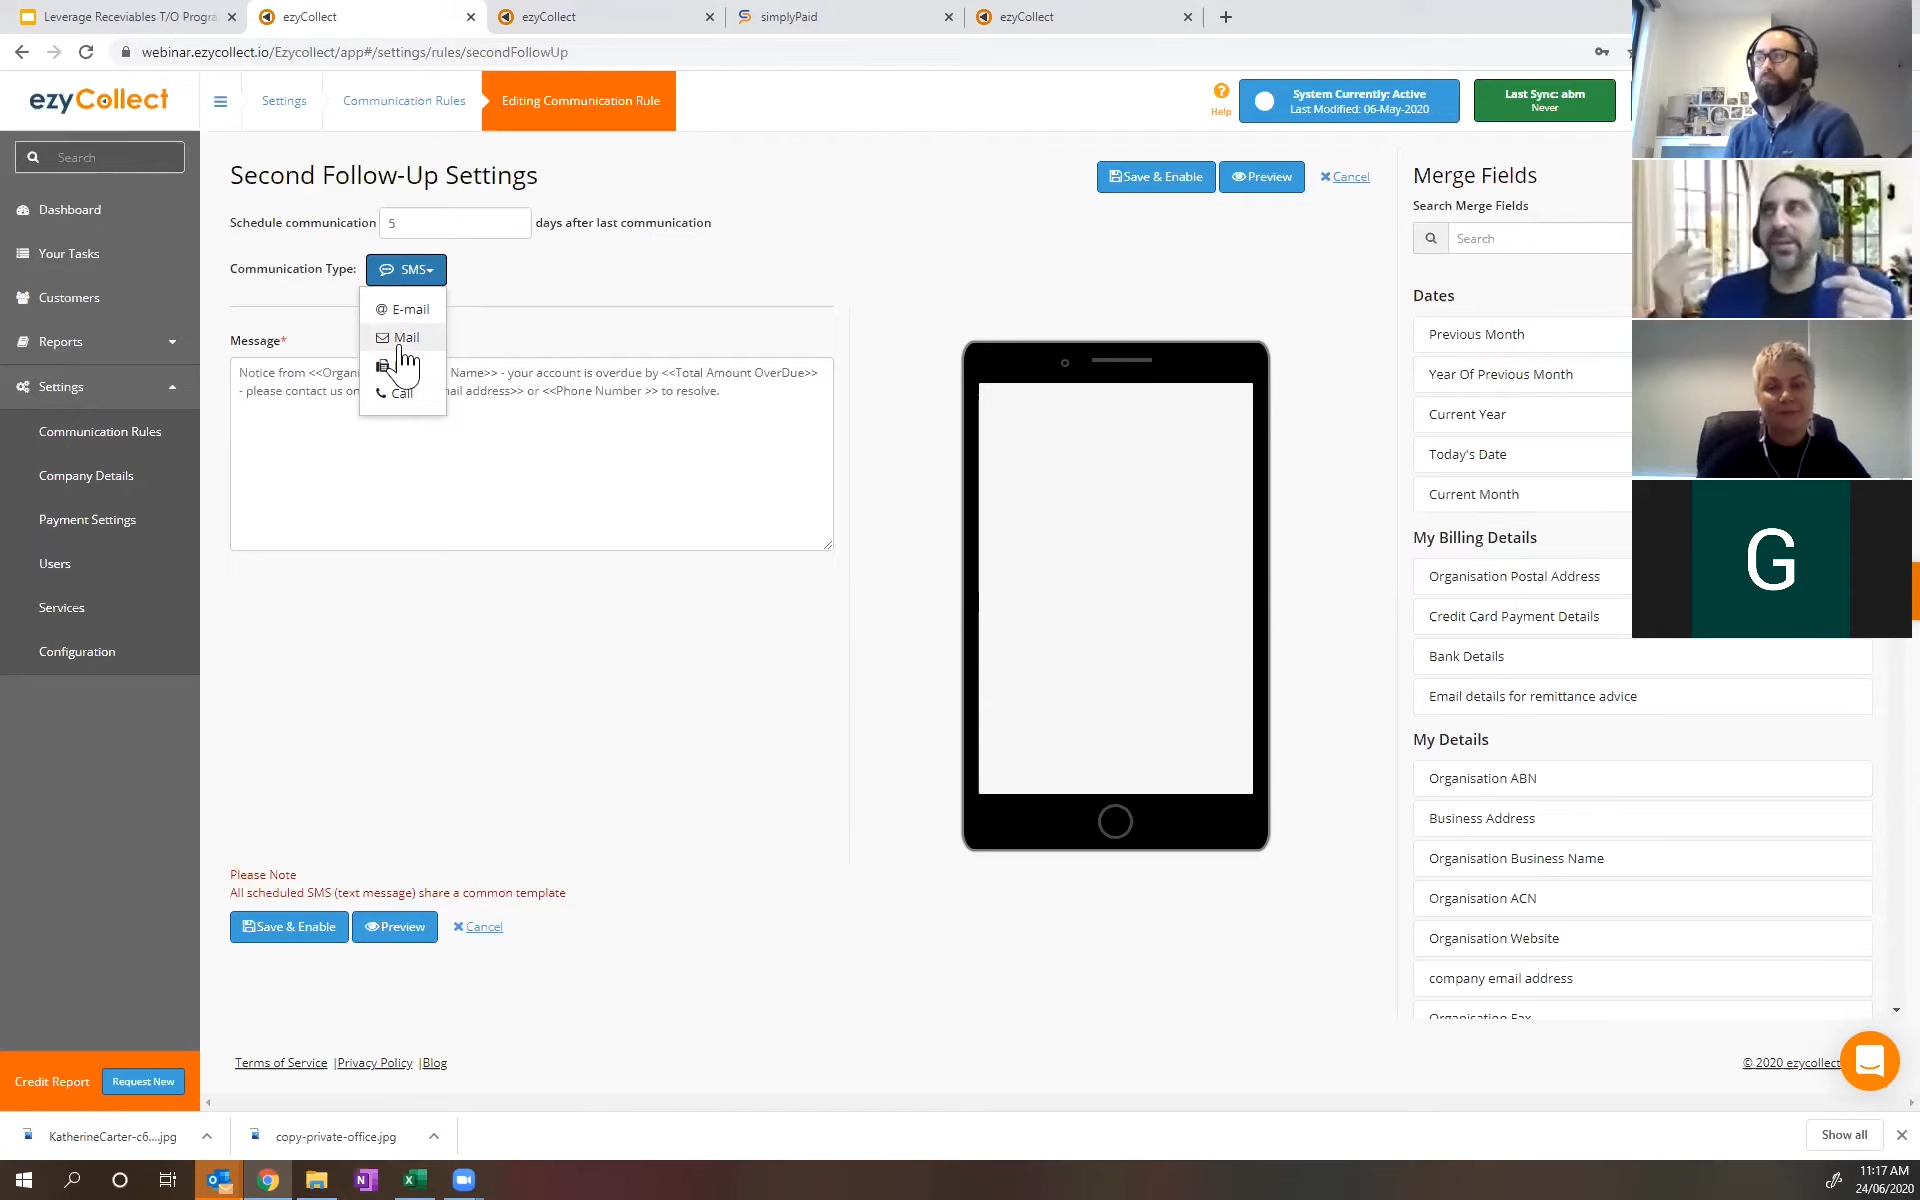 Leverage Receviables T/O Progra
ezyCollect
ezyCollect
simplyPaid
ezyCollect
webinar.ezycollect.io/Ezycollect/app#/settings/rules/secondFollowUp
ezyCollect
Settings
Communication Rules
Editing Communication Rule
Help
System Currently: Active
Last Modified: 06-May-2020
Last Sync: abm
Never
Search
Dashboard
Your Tasks
Customers
Reports
Settings
Communication Rules
Company Details
Payment Settings
Users
Services
Configuration
Credit Report
Request New
Second Follow-Up Settings
Save & Enable
Preview
Cancel
Schedule communication 5 days after last communication
Communication Type: SMS
@ E-mail
Mail
Call
Message*
Notice from <<Organi Name>> - your account is overdue by <<Total Amount OverDue>>
- please contact us on ail address>> or <<Phone Number >> to resolve.
Please Note
All scheduled SMS (text message) share a common template
Save & Enable
Preview
Cancel
Merge Fields
Search Merge Fields
Search
Dates
Previous Month
Year Of Previous Month
Current Year
Today's Date
Current Month
My Billing Details
Organisation Postal Address
Credit Card Payment Details
Bank Details
Email details for remittance advice
My Details
Organisation ABN
Business Address
Organisation Business Name
Organisation ACN
Organisation Website
company email address
Organisation Fax
G
Terms of Service |Privacy Policy |Blog
© 2020 ezycollect
KatherineCarter-c6....jpg
copy-private-office.jpg
Show all
11:17 AM
24/06/2020